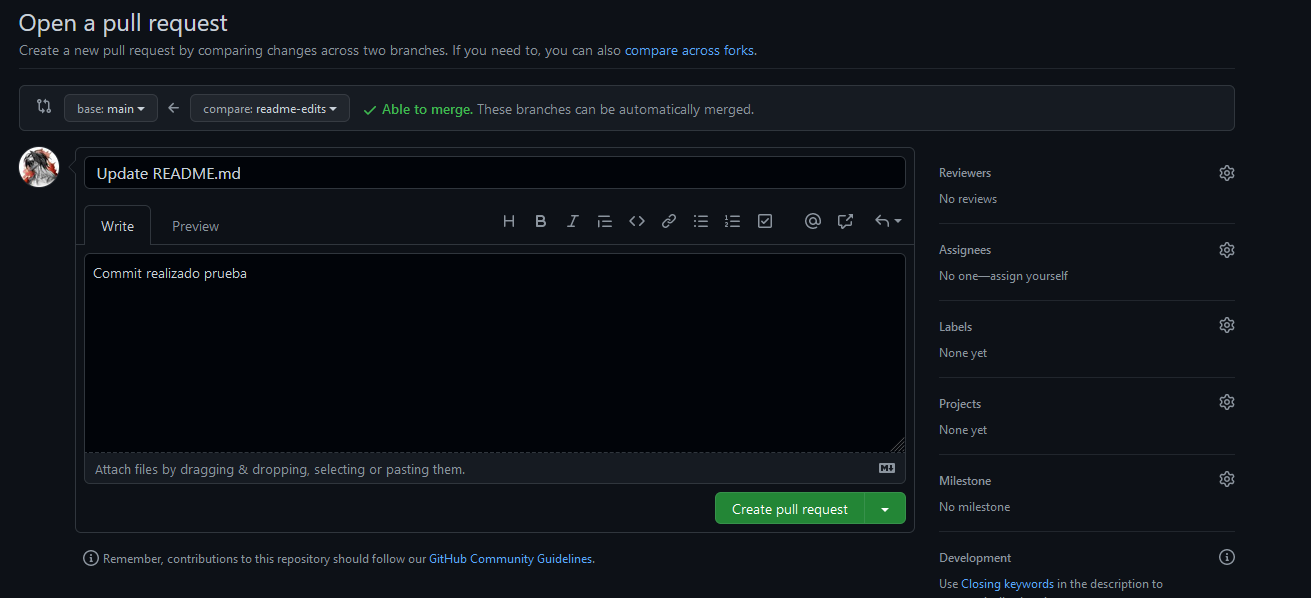 Open a pull request
Create a new pull request by comparing changes across two branches. If you need to, you can also compare across forks.
base: main
compare: readme-edits
Able to merge. These branches can be automatically merged.
Update README.md
Write
Preview
Commit realizado prueba
Attach files by dragging & dropping, selecting or pasting them.
Create pull request
Remember, contributions to this repository should follow our GitHub Community Guidelines.
Reviewers
No reviews
Assignees
No one—assign yourself
Labels
None yet
Projects
None yet
Milestone
No milestone
Development
Use Closing keywords in the description to